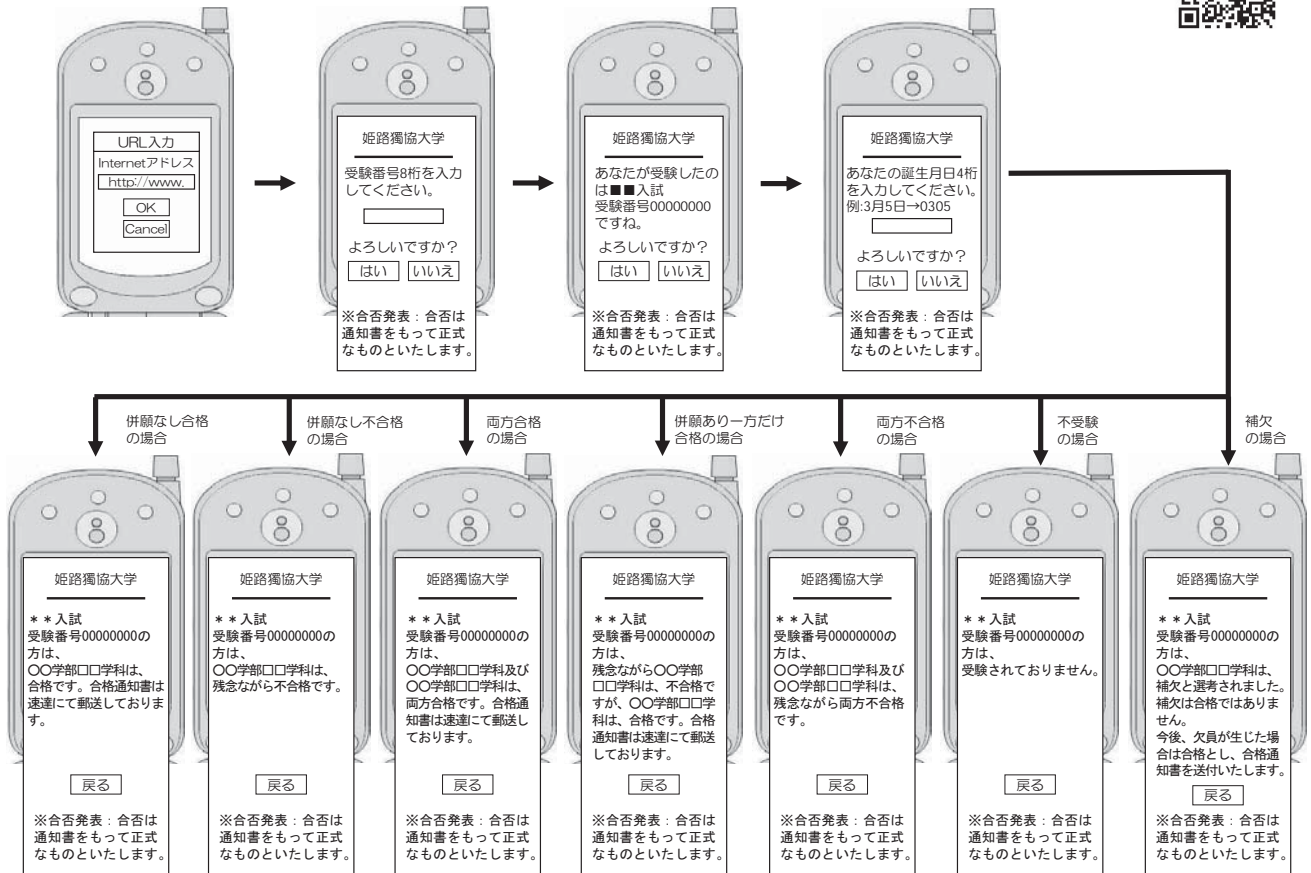 URL入力
Internetアドレス
http://www.
OK
Cancel
姫路獨協大学
受験番号8桁を入力
してください。
よろしいですか？
はい
いいえ
※合否発表：合否は
通知書をもって正式
なものといたします。
姫路獨協大学
あなたが受験したの
は■■入試
受験番号00000000
ですね。
よろしいですか？
はい
いいえ
※合否発表：合否は
通知書をもって正式
なものといたします。
姫路獨協大学
あなたの誕生月日4桁
を入力してください。
例:3月5日→0305
よろしいですか？
はい
いいえ
※合否発表：合否は
通知書をもって正式
なものといたします。
併願なし合格
の場合
姫路獨協大学
＊＊入試
受験番号00000000の
方は、
〇〇学部□□学科は、
合格です。合格通知書は
速達にて郵送しておりま
す。
戻る
※合否発表：合否は
通知書をもって正式
なものといたします。
併願なし不合格
の場合
姫路獨協大学
＊＊入試
受験番号00000000の
方は、
〇〇学部□□学科は、
残念ながら不合格です。
戻る
※合否発表：合否は
通知書をもって正式
なものといたします。
両方合格
の場合
姫路獨協大学
＊＊入試
受験番号00000000の
方は、
〇〇学部□□学科及び
〇〇学部□□学科は、
両方合格です。合格通
知書は速達にて郵送し
ております。
戻る
※合否発表：合否は
通知書をもって正式
なものといたします。
併願あり一方だけ
合格の場合
姫路獨協大学
＊＊入試
受験番号00000000の
方は、
残念ながら〇〇学部
□□学科は、不合格で
すが、〇〇学部□□学
科は、合格です。合格
通知書は速達にて郵送
しております。
戻る
※合否発表：合否は
通知書をもって正式
なものといたします。
両方不合格
の場合
姫路獨協大学
＊＊入試
受験番号00000000の
方は、
〇〇学部□□学科及び
〇〇学部□□学科は、
残念ながら両方不合格
です。
戻る
※合否発表：合否は
通知書をもって正式
なものといたします。
不受験
の場合
姫路獨協大学
＊＊入試
受験番号00000000の
方は、
受験されておりません。
戻る
※合否発表：合否は
通知書をもって正式
なものといたします。
補欠
の場合
姫路獨協大学
＊＊入試
受験番号00000000の
方は、
〇〇学部□□学科は、
補欠と選考されました。
補欠は合格ではありま
せん。
今後、欠員が生じた場
合は合格とし、合格通
知書を送付いたします。
戻る
※合否発表：合否は
通知書をもって正式
なものといたします。